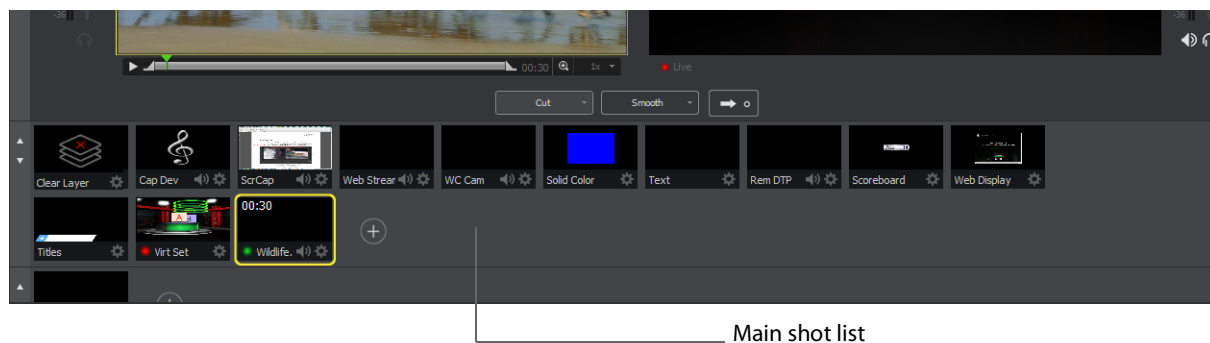 -36 -36
00:30 1x Live
Cut Smooth
Clear Layer Cap Dev ScrCap Web Strear WC Cam Solid Color Text Rem DTP Scoreboard Web Display
00:30
Titles Virt Set Wildlife.
Main shot list